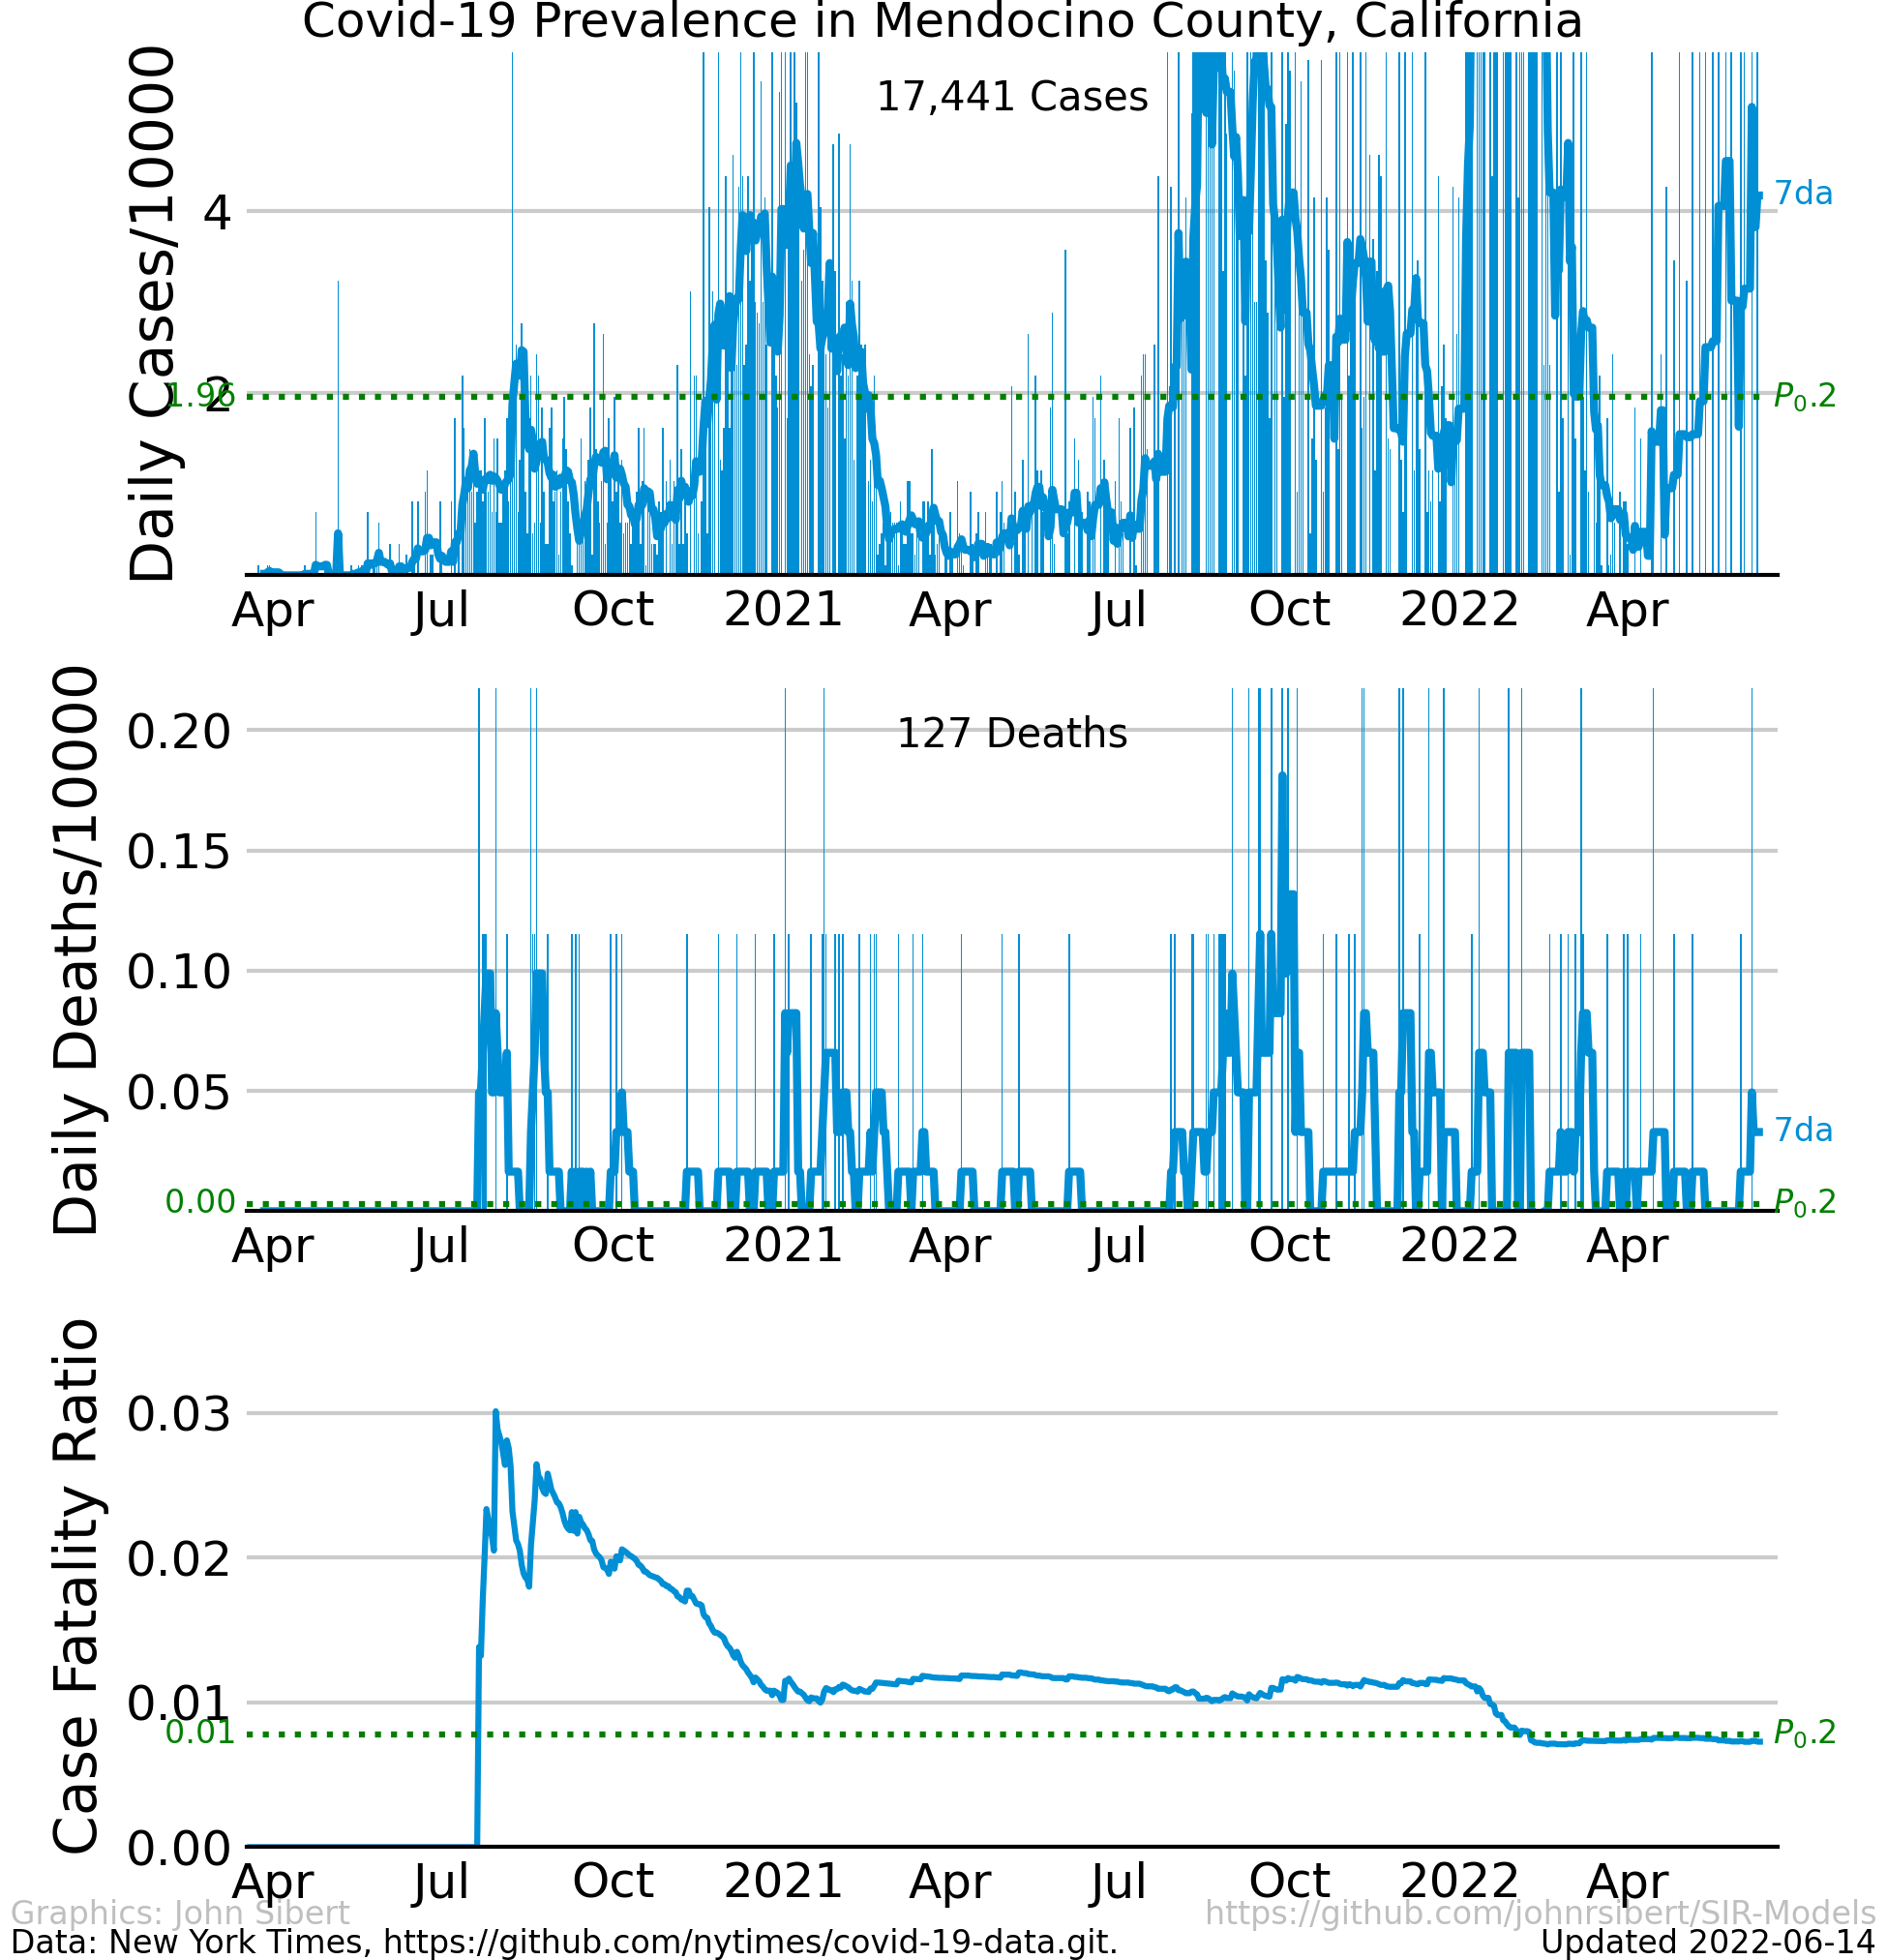 Covid-19 Prevalence in Mendocino County, California
Daily Cases/10000
17,441 Cases
4
2
1.96
7da
P₀.2
Apr Jul Oct 2021 Apr Jul Oct 2022 Apr
Daily Deaths/10000
127 Deaths
0.20
0.15
0.10
0.05
0.00
7da
P₀.2
Apr Jul Oct 2021 Apr Jul Oct 2022 Apr
Case Fatality Ratio
0.03
0.02
0.01
0.01
0.00
P₀.2
Apr Jul Oct 2021 Apr Jul Oct 2022 Apr
Graphics: John Sibert
https://github.com/johnrsibert/SIR-Models
Data: New York Times, https://github.com/nytimes/covid-19-data.git.
Updated 2022-06-14